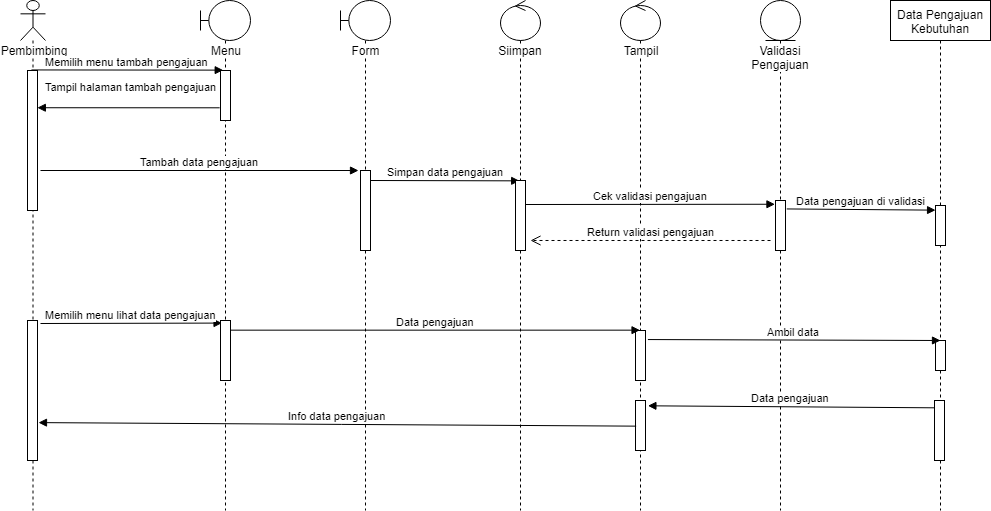 Pembimbing
Menu
Form
Siimpan
Tampil
Validasi
Pengajuan
Data Pengajuan
Kebutuhan
Memilih menu tambah pengajuan
Tampil halaman tambah pengajuan
Tambah data pengajuan
Simpan data pengajuan
Cek validasi pengajuan
Data pengajuan di validasi
Return validasi pengajuan
Memilih menu lihat data pengajuan
Data pengajuan
Ambil data
Data pengajuan
Info data pengajuan